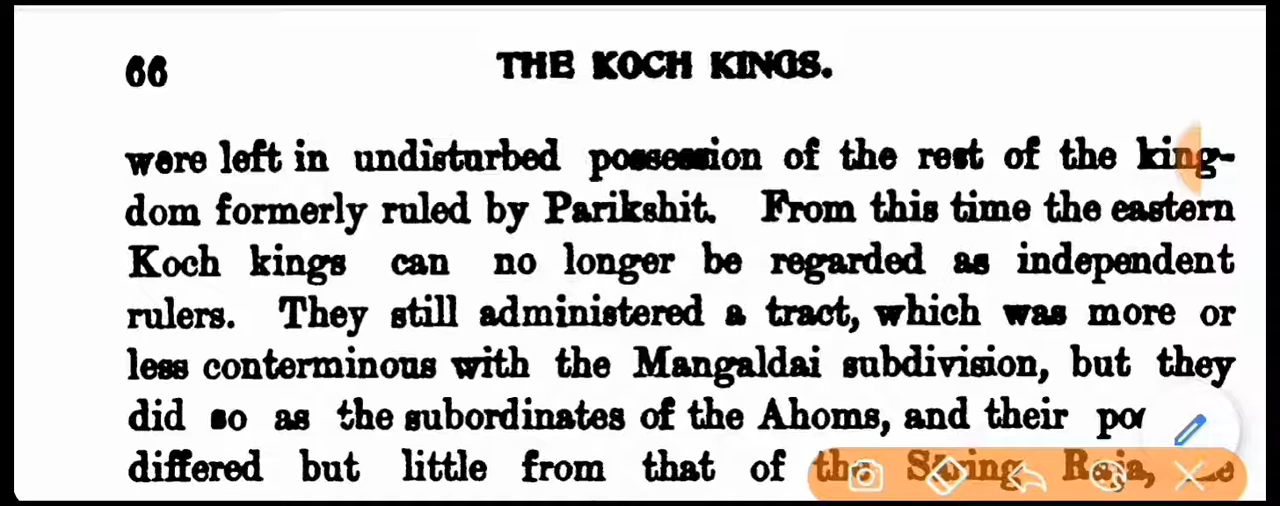 66
THE KOCH KINGS.
were left in undisturbed possession of the rest of the king-
dom formerly ruled by Parikshit. From this time the eastern
Koch kings can no longer be regarded as independent
rulers. They still administered a tract, which was more or
less conterminous with the Mangaldai subdivision, but they
did so as the subordinates of the Ahoms, and their
differed but little from that of the Raja,